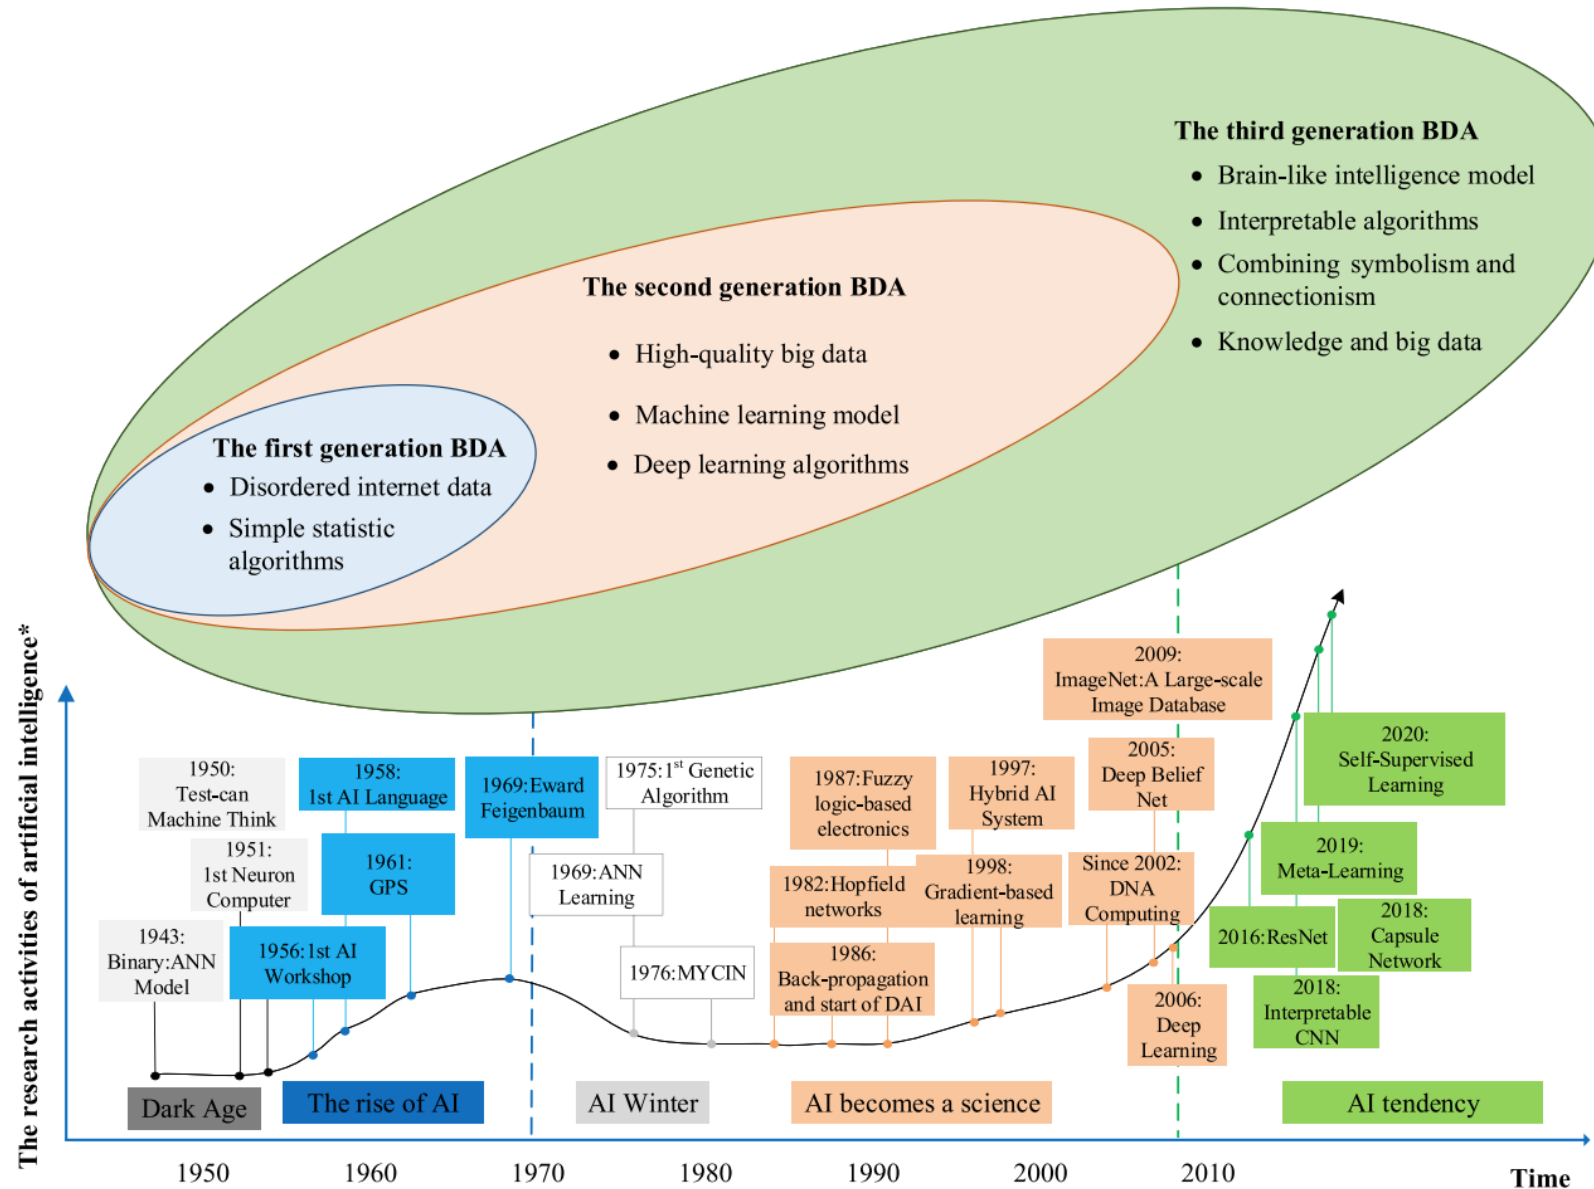 The third generation BDA
• Brain-like intelligence model
• Interpretable algorithms
• Combining symbolism and
connectionism
• Knowledge and big data
The second generation BDA
• High-quality big data
• Machine learning model
• Deep learning algorithms
The first generation BDA
• Disordered internet data
• Simple statistic
algorithms
The research activities of artificial intelligence*
1950:
Test-can
Machine Think
1951:
1st Neuron
Computer
1943:
Binary:ANN
Model
1958:
1st AI Language
1961:
GPS
1956:1st AI
Workshop
1969:Eward
Feigenbaum
1975:1st Genetic
Algorithm
1969:ANN
Learning
1976:MYCIN
1987:Fuzzy
logic-based
electronics
1982:Hopfield
networks
1986:
Back-propagation
and start of DAI
1997:
Hybrid AI
System
1998:
Gradient-based
learning
2009:
ImageNet:A Large-scale
Image Database
2005:
Deep Belief
Net
Since 2002:
DNA
Computing
2006:
Deep
Learning
2020:
Self-Supervised
Learning
2019:
Meta-Learning
2016:ResNet
2018:
Capsule
Network
2018:
Interpretable
CNN
Dark Age
The rise of AI
AI Winter
AI becomes a science
AI tendency
1950
1960
1970
1980
1990
2000
2010
Time